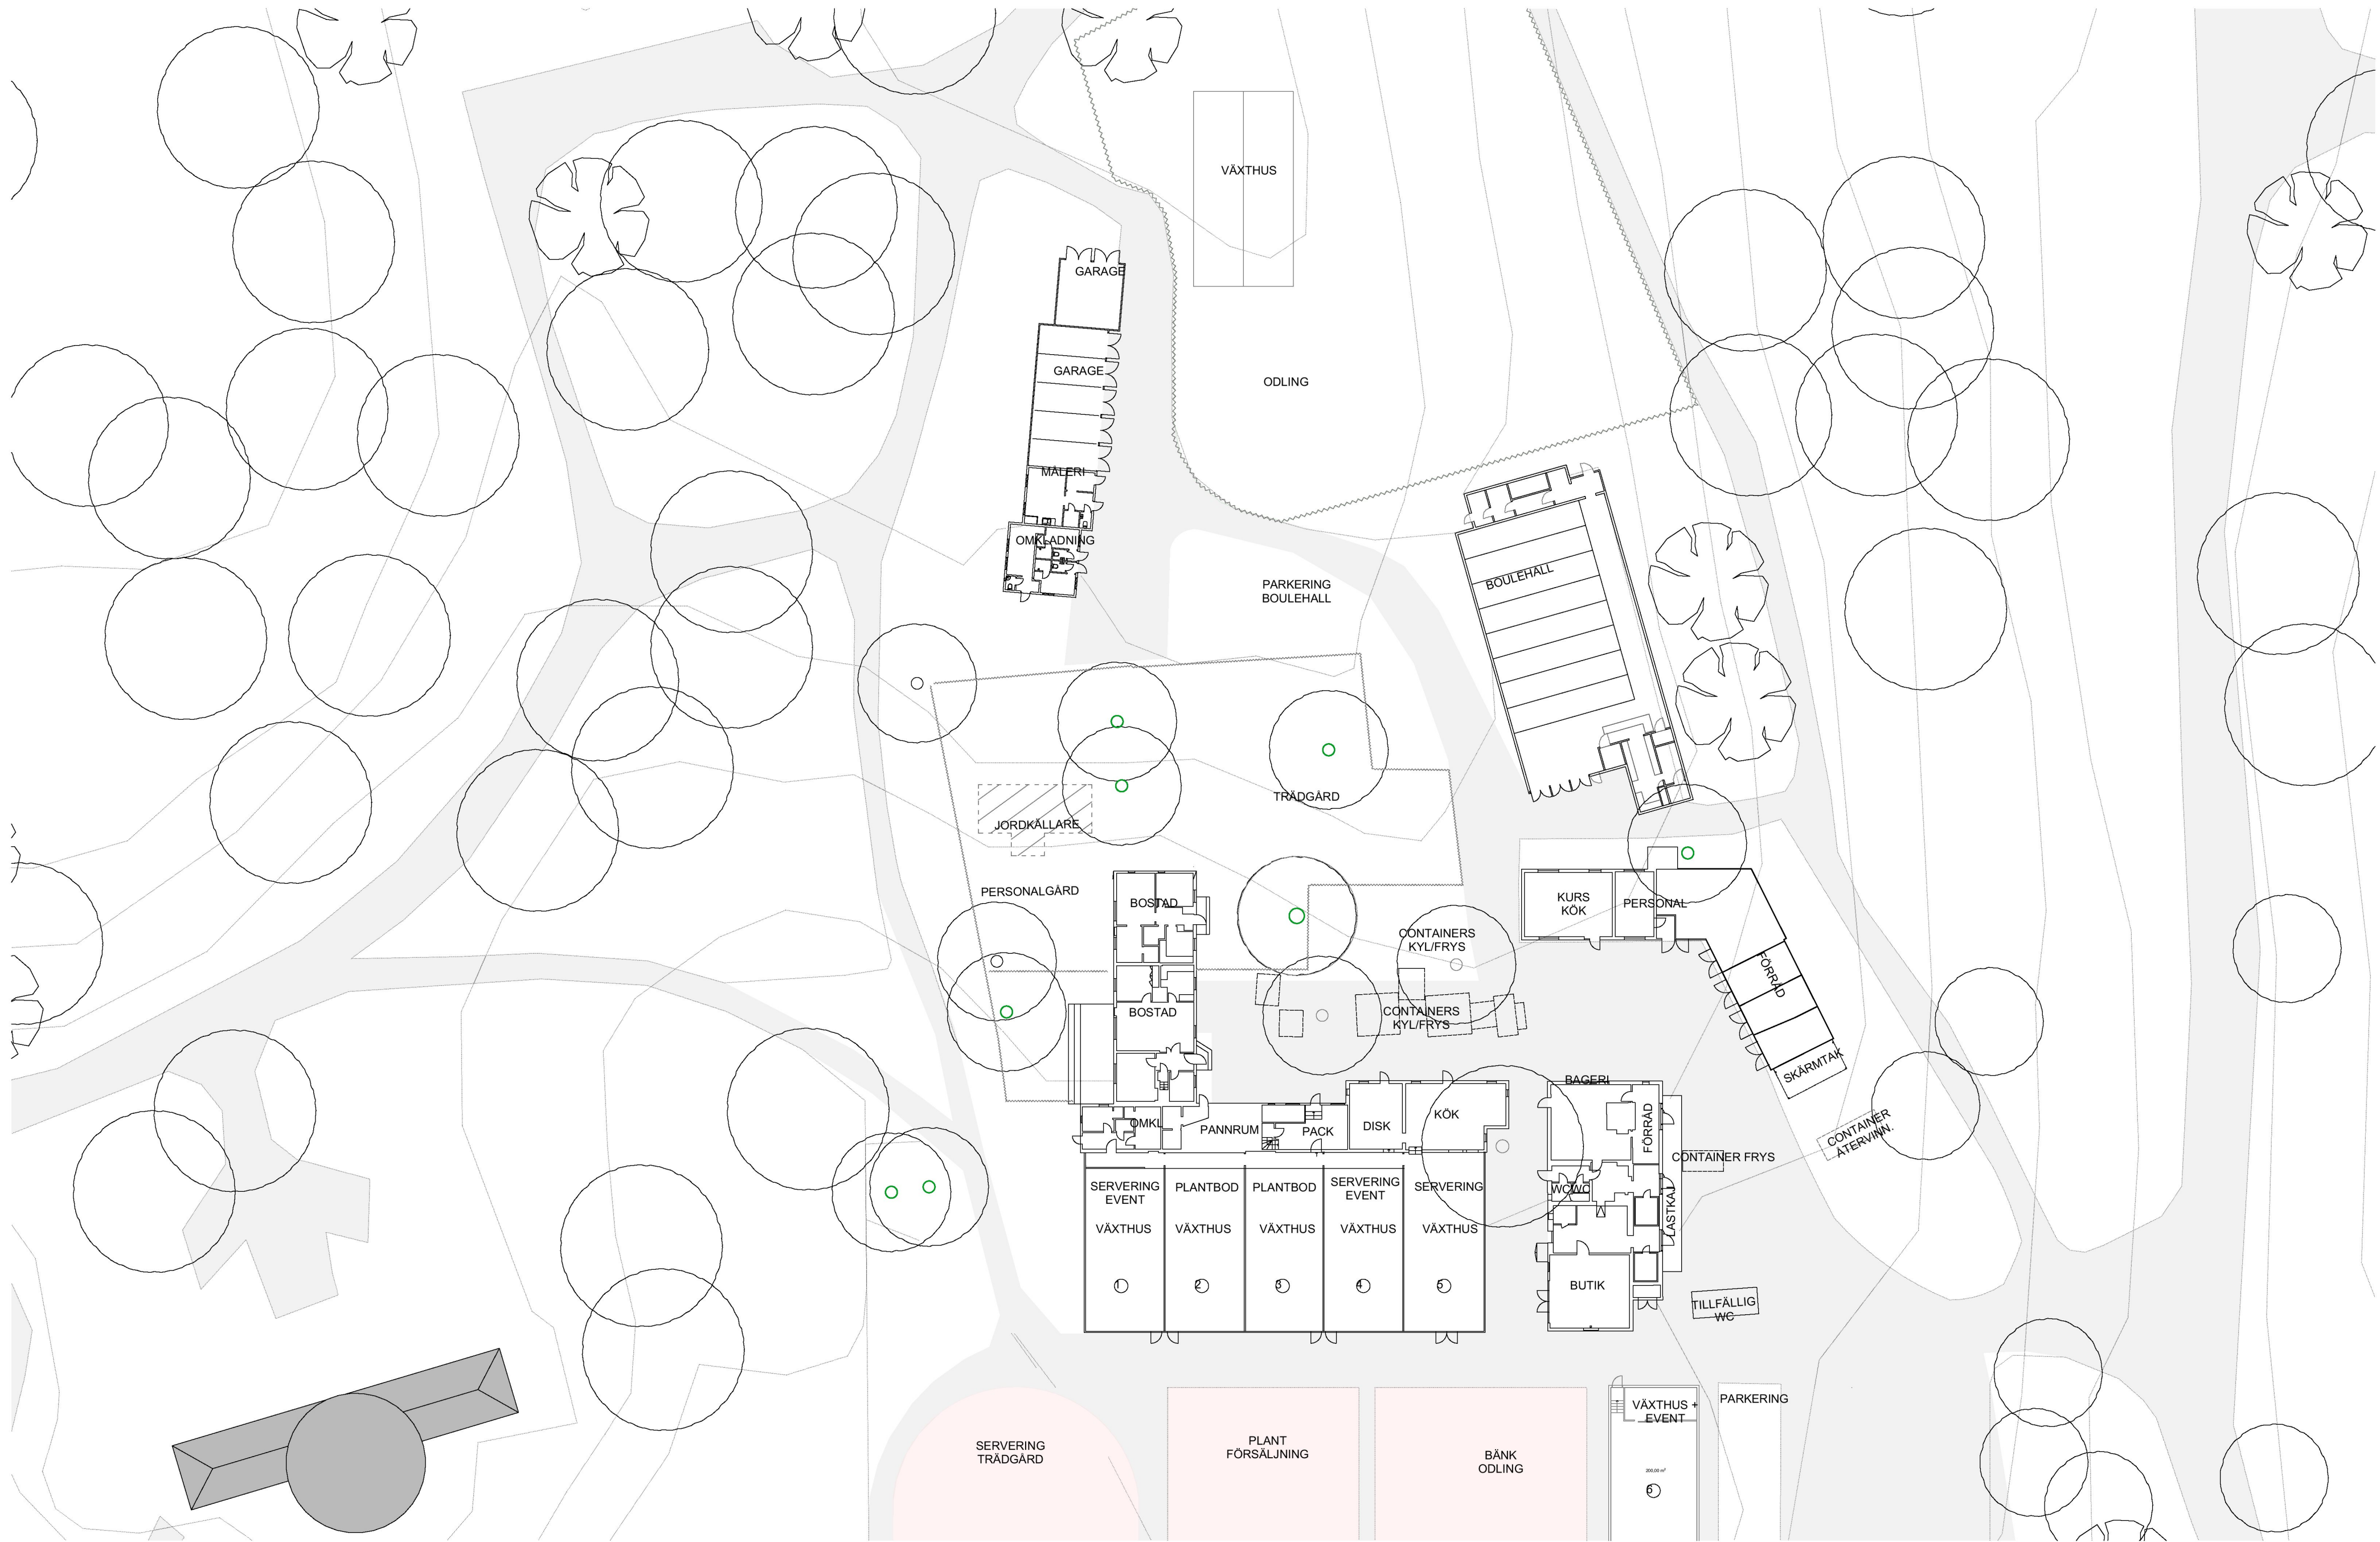 VÄXTHUS
GARAGE
GARAGE
ODLING
MÅLERI
OMKLADNING
PARKERING
BOULEHALL
BOULEHALL
TRÄDGÅRD
JORDKÄLLARE
PERSONALGÅRD
BOSTAD
KURS
KÖK
PERSONAL
CONTAINERS
KYL/FRYS
FÖRRÅD
BOSTAD
CONTAINERS
KYL/FRYS
SKÄRMTAK
BAGERI
OMKL
PANNRUM
PACK
DISK
KÖK
FÖRRÅD
CONTAINER
ÅTERVINN.
CONTAINER FRYS
SERVERING
EVENT
PLANTBOD
PLANTBOD
SERVERING
EVENT
SERVERING
WC
WC
LASTKAJ
VÄXTHUS
VÄXTHUS
VÄXTHUS
VÄXTHUS
VÄXTHUS
1
2
3
4
5
BUTIK
TILLFÄLLIG
WC
SERVERING
TRÄDGÅRD
PLANT
FÖRSÄLJNING
BÄNK
ODLING
VÄXTHUS +
EVENT
PARKERING
6